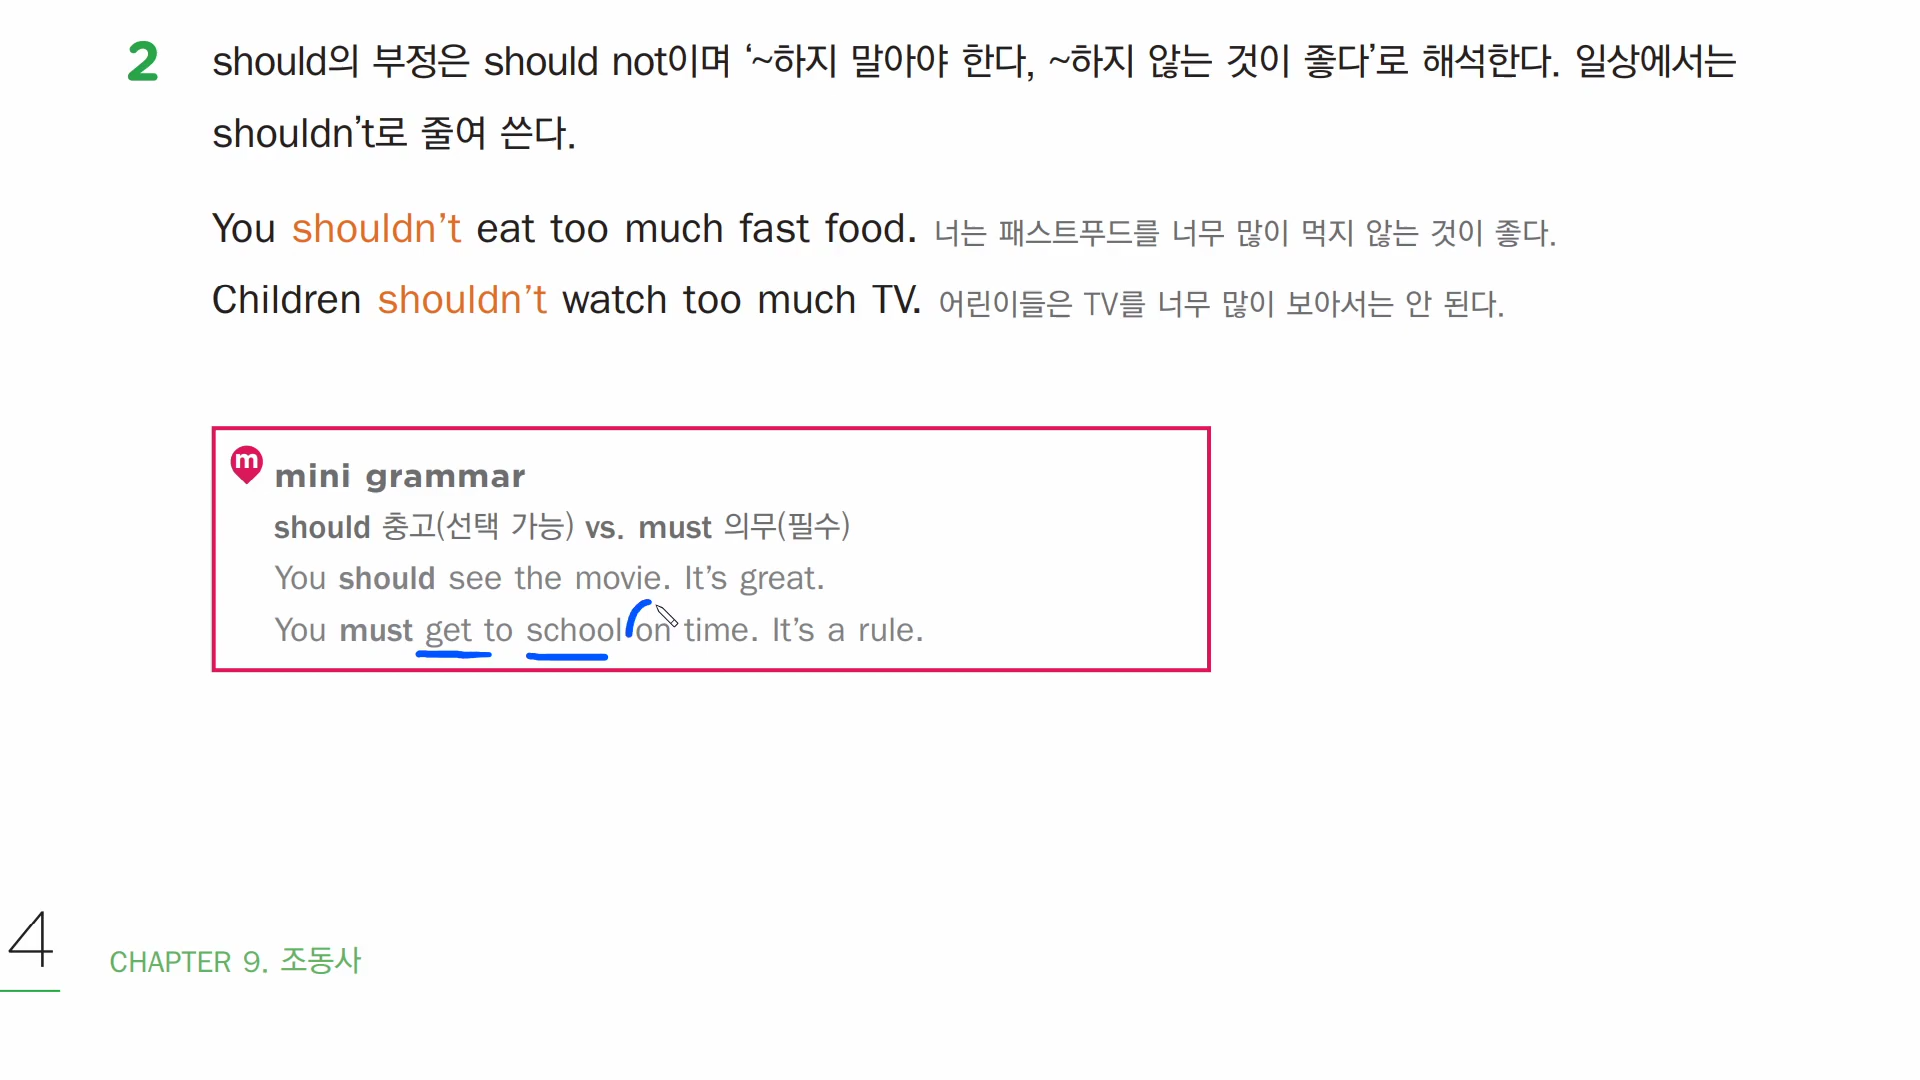 2 should의 부정은 should not이며 ‘~하지 말아야 한다, ~하지 않는 것이 좋다’로 해석한다. 일상에서는
shouldn’t로 줄여 쓴다.
You shouldn’t eat too much fast food. 너는 패스트푸드를 너무 많이 먹지 않는 것이 좋다.
Children shouldn’t watch too much TV. 어린이들은 TV를 너무 많이 보아서는 안 된다.
m mini grammar
should 충고(선택 가능) vs. must 의무(필수)
You should see the movie. It’s great.
You must get to school on time. It’s a rule.
4 CHAPTER 9. 조동사